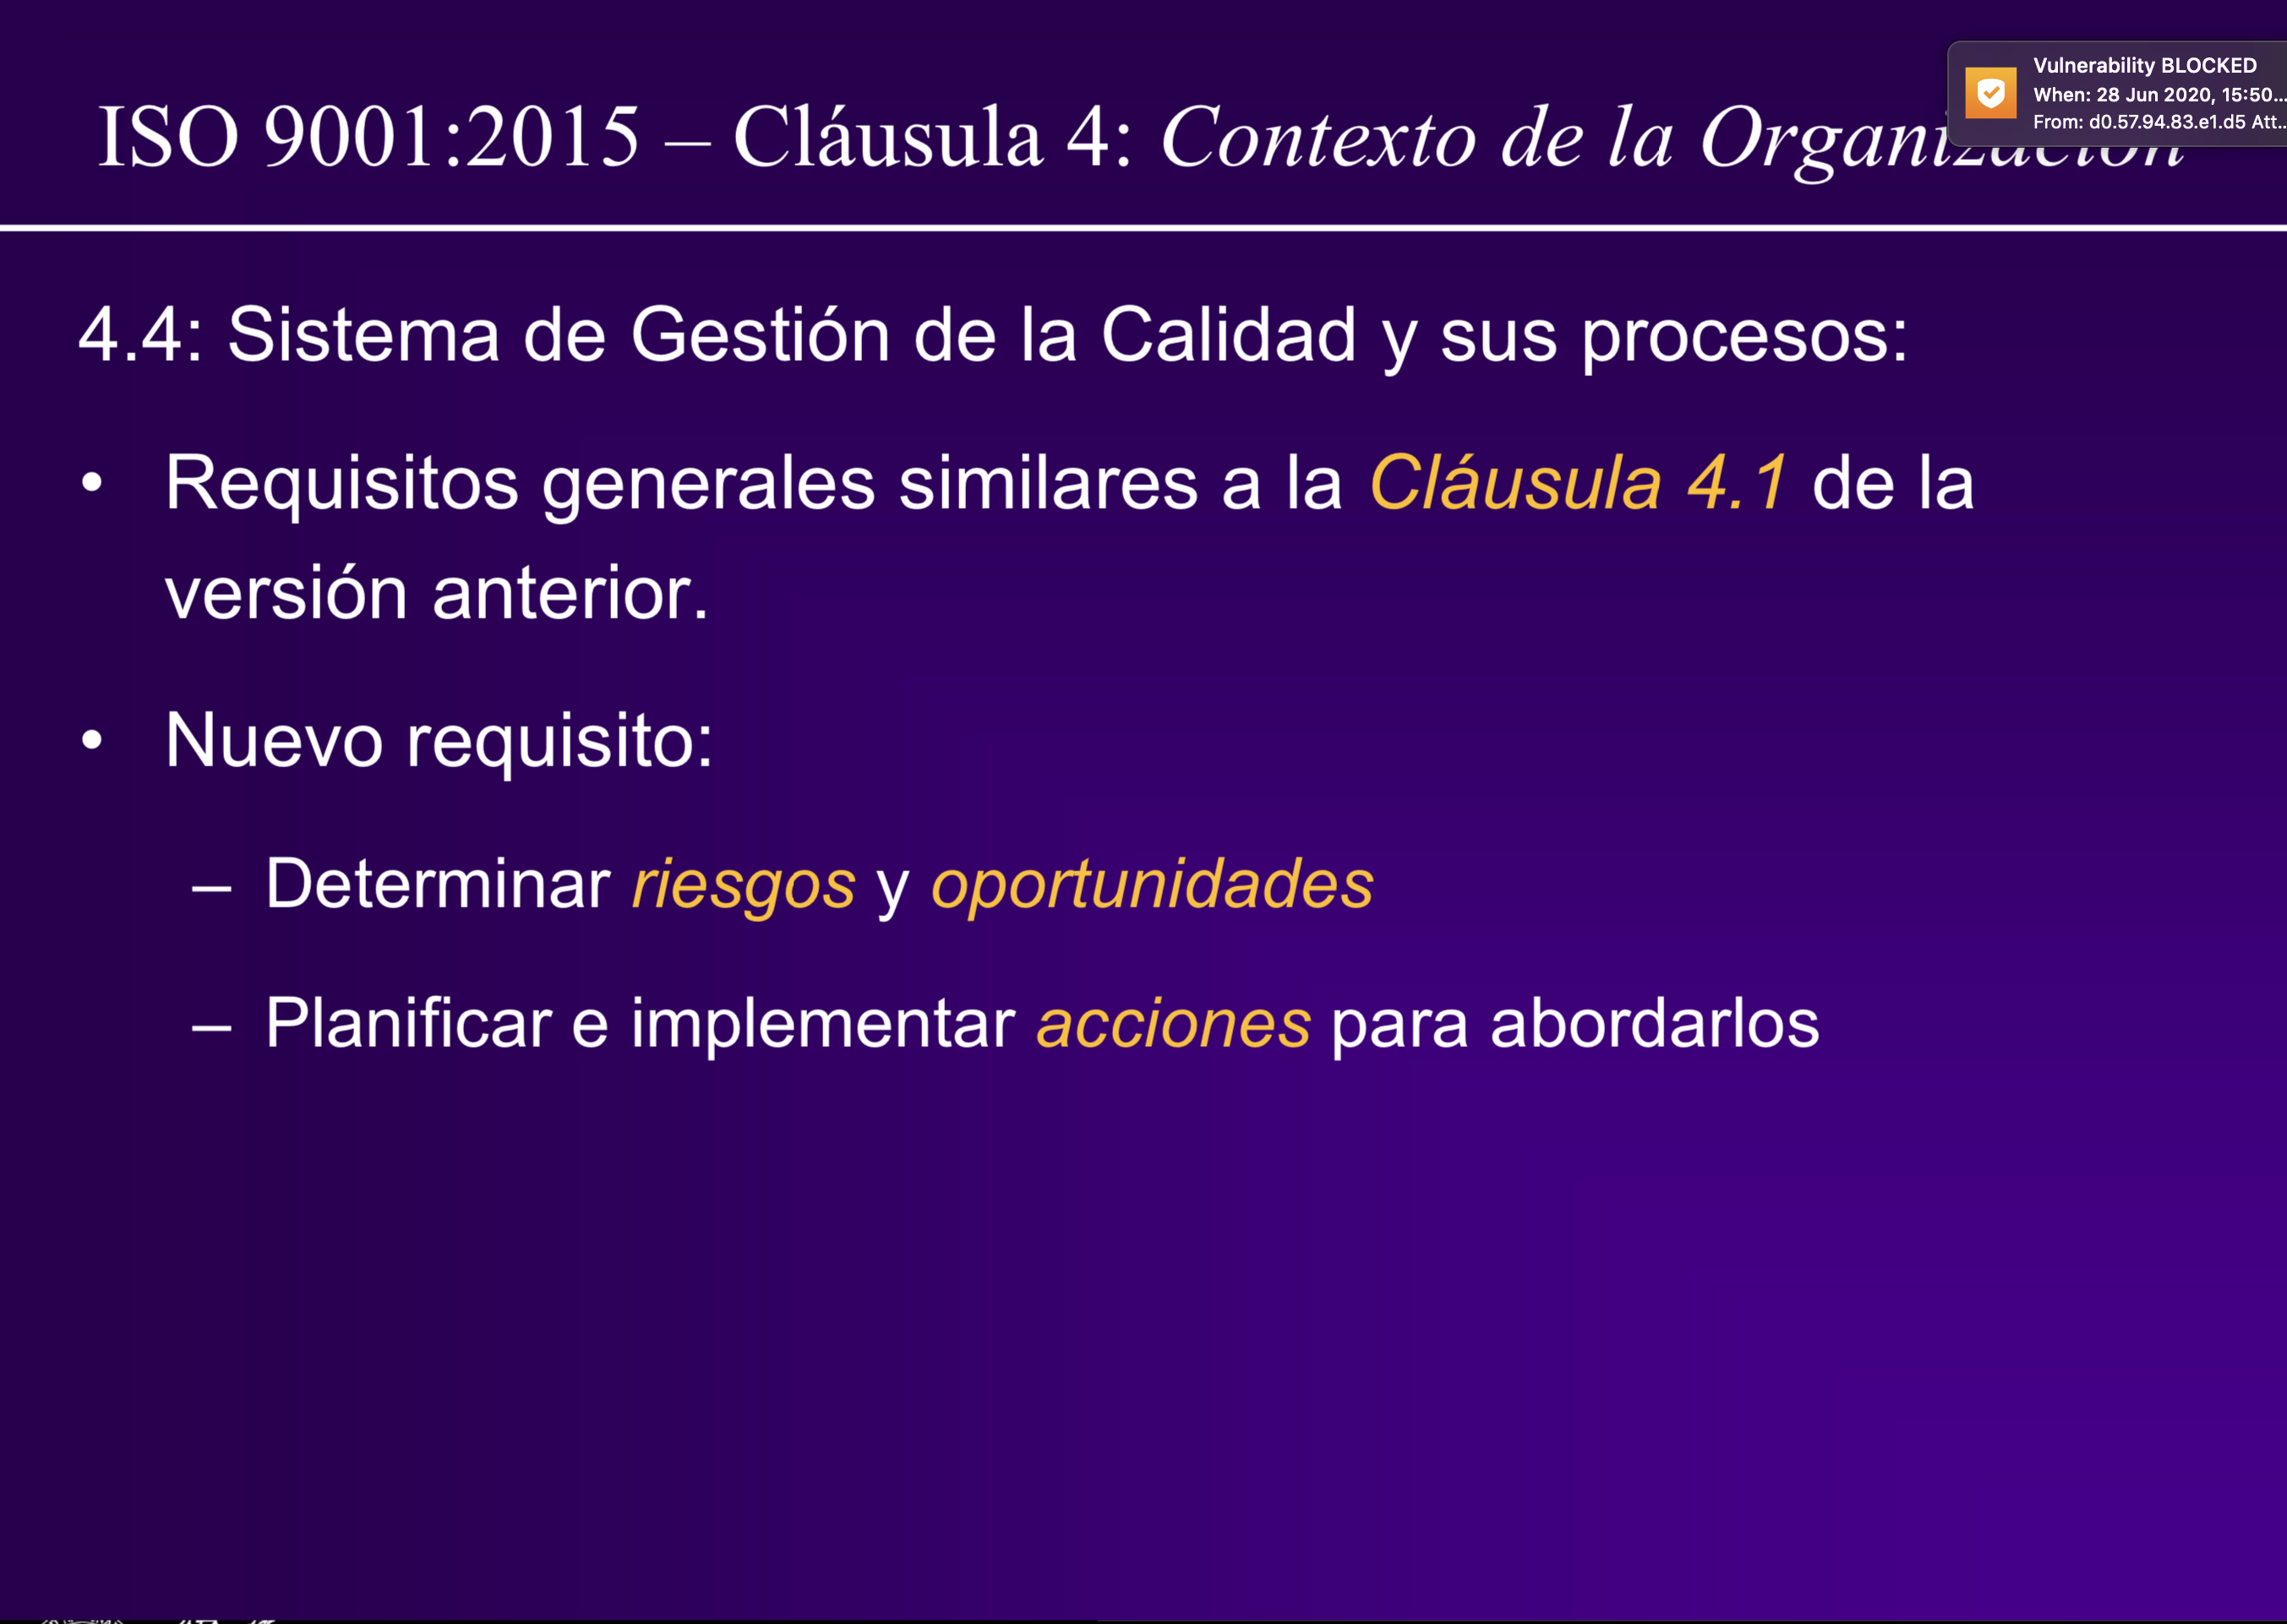 ISO 9001:2015 – Cláusula 4: Contexto de la Organización
Vulnerability BLOCKED
When: 28 Jun 2020, 15:50...
From: d0.57.94.83.e1.d5 Att...
4.4: Sistema de Gestión de la Calidad y sus procesos:
• Requisitos generales similares a la Cláusula 4.1 de la
versión anterior.
• Nuevo requisito:
– Determinar riesgos y oportunidades
– Planificar e implementar acciones para abordarlos